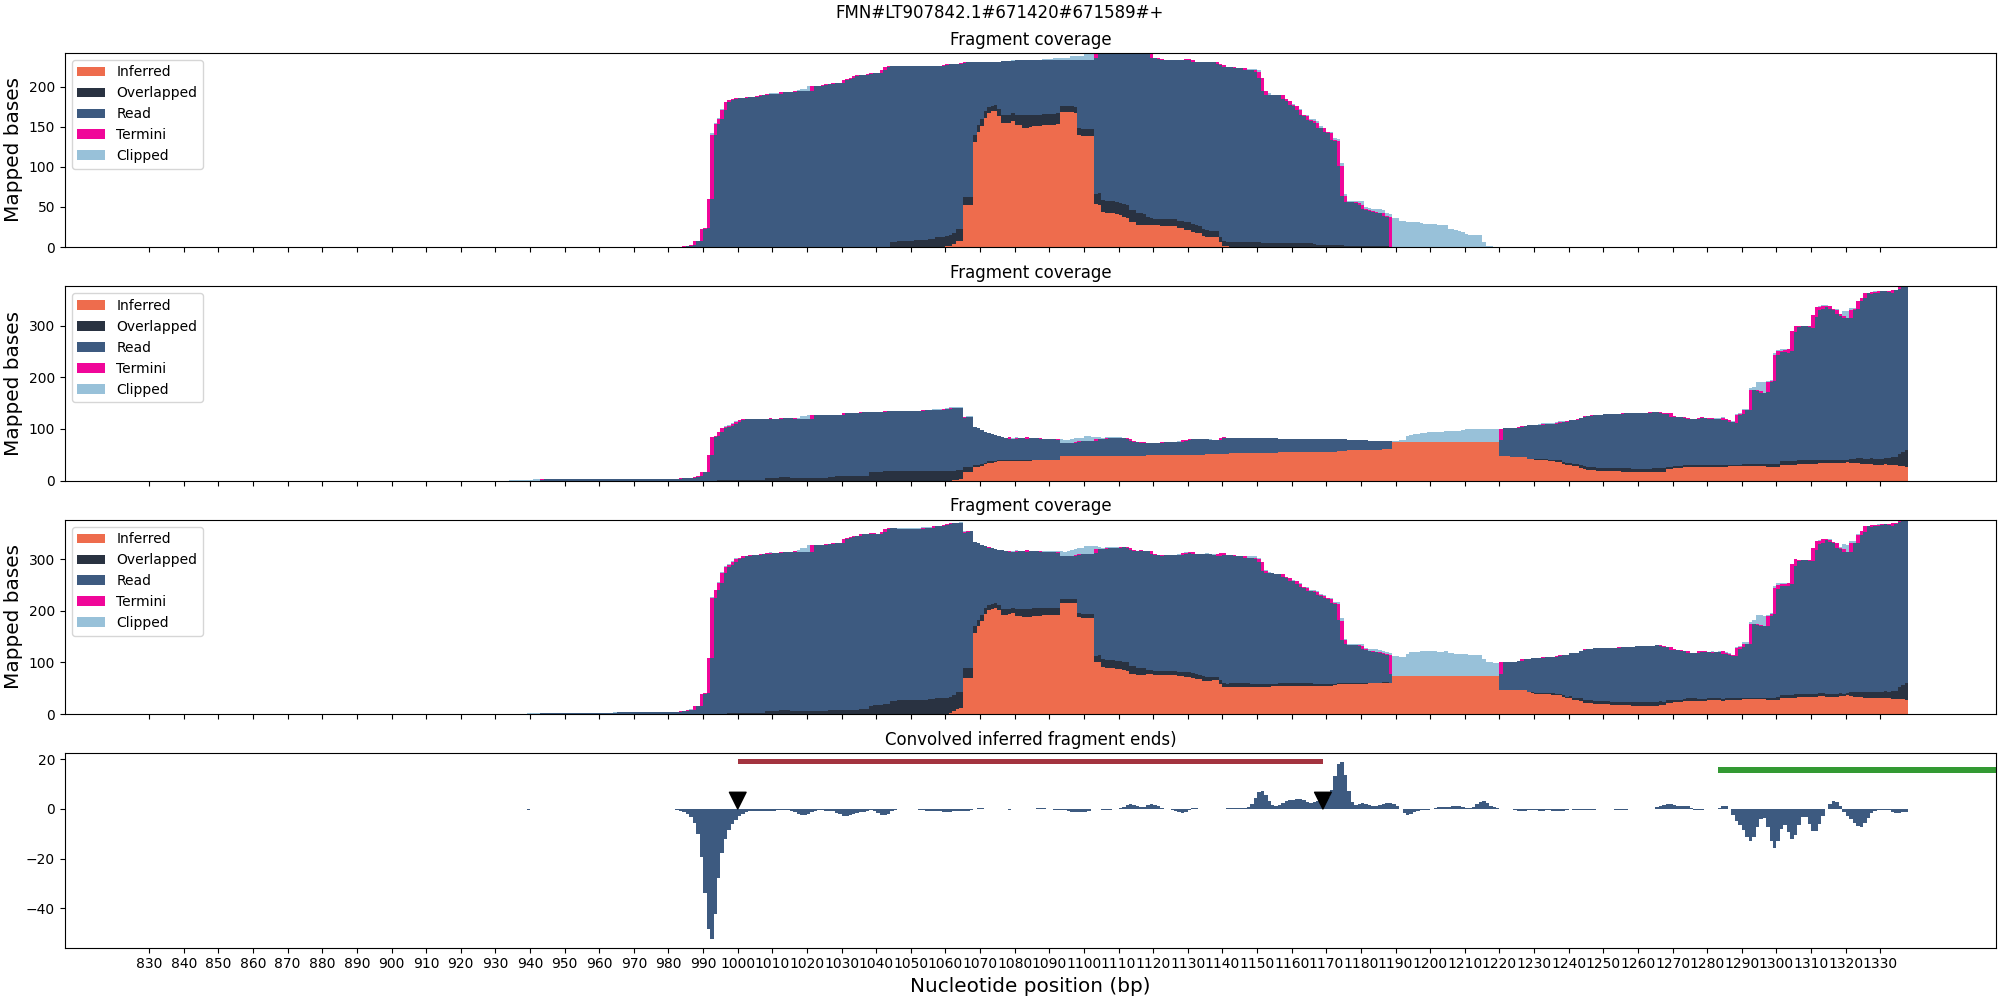 FMN#LT907842.1#671420#671589#+
Fragment coverage
Mapped bases
200
150
100
50
0
Inferred
Overlapped
Read
Termini
Clipped
Fragment coverage
Mapped bases
300
200
100
0
Inferred
Overlapped
Read
Termini
Clipped
Fragment coverage
Mapped bases
300
200
100
0
Inferred
Overlapped
Read
Termini
Clipped
Convolved inferred fragment ends)
20
0
−20
−40
830 840 850 860 870 880 890 900 910 920 930 940 950 960 970 980 990 1000 1010 1020 1030 1040 1050 1060 1070 1080 1090 1100 1110 1120 1130 1140 1150 1160 1170 1180 1190 1200 1210 1220 1230 1240 1250 1260 1270 1280 1290 1300 1310 1320 1330
Nucleotide position (bp)